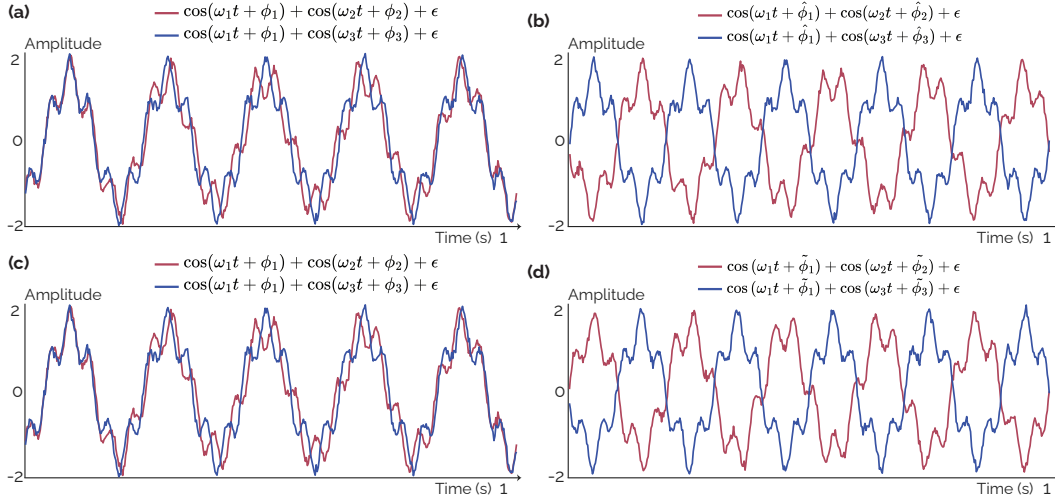 (a)
cos(ω₁t + ϕ₁) + cos(ω₂t + ϕ₂) + ϵ
cos(ω₁t + ϕ₁) + cos(ω₃t + ϕ₃) + ϵ
Amplitude
2
0
-2
Time (s) 1
(b)
cos(ω₁t + ϕ̂₁) + cos(ω₂t + ϕ̂₂) + ϵ
cos(ω₁t + ϕ̂₁) + cos(ω₃t + ϕ̂₃) + ϵ
Amplitude
2
0
-2
Time (s) 1
(c)
cos(ω₁t + ϕ₁) + cos(ω₂t + ϕ₂) + ϵ
cos(ω₁t + ϕ₁) + cos(ω₃t + ϕ₃) + ϵ
Amplitude
2
0
-2
Time (s) 1
(d)
cos (ω₁t + ϕ̃₁) + cos (ω₂t + ϕ̃₂) + ϵ
cos (ω₁t + ϕ̃₁) + cos (ω₃t + ϕ̃₃) + ϵ
Amplitude
2
0
-2
Time (s) 1